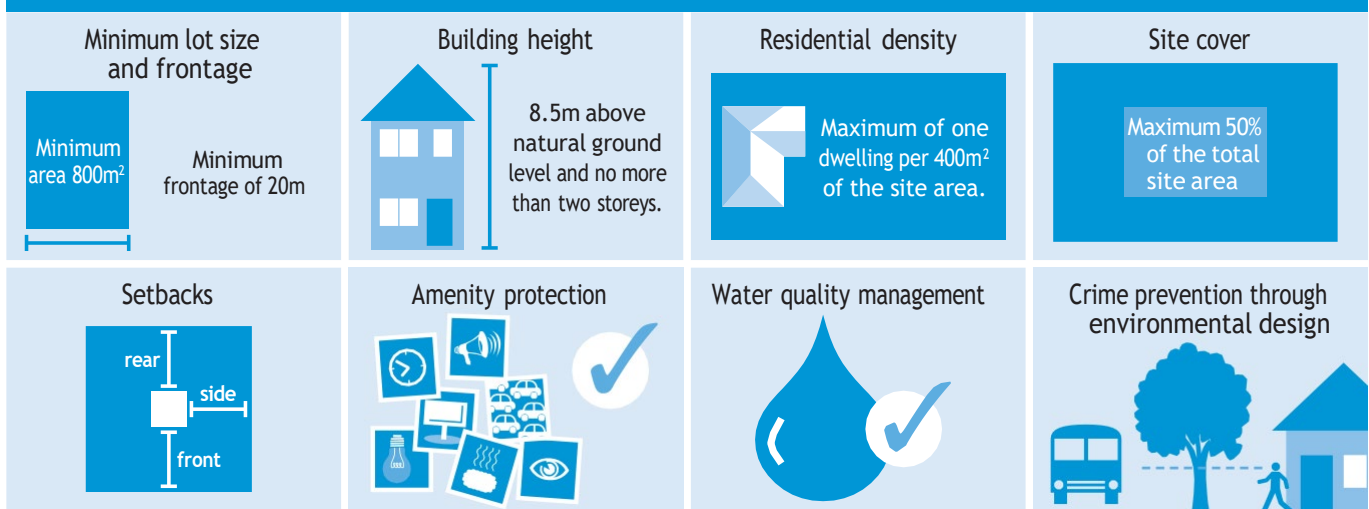 Minimum lot size
and frontage
Minimum
area 800m²
Minimum
frontage of 20m
Building height
8.5m above
natural ground
level and no more
than two storeys.
Residential density
Maximum of one
dwelling per 400m²
of the site area.
Site cover
Maximum 50%
of the total
site area
Setbacks
rear
side
front
Amenity protection
Water quality management
Crime prevention through
environmental design